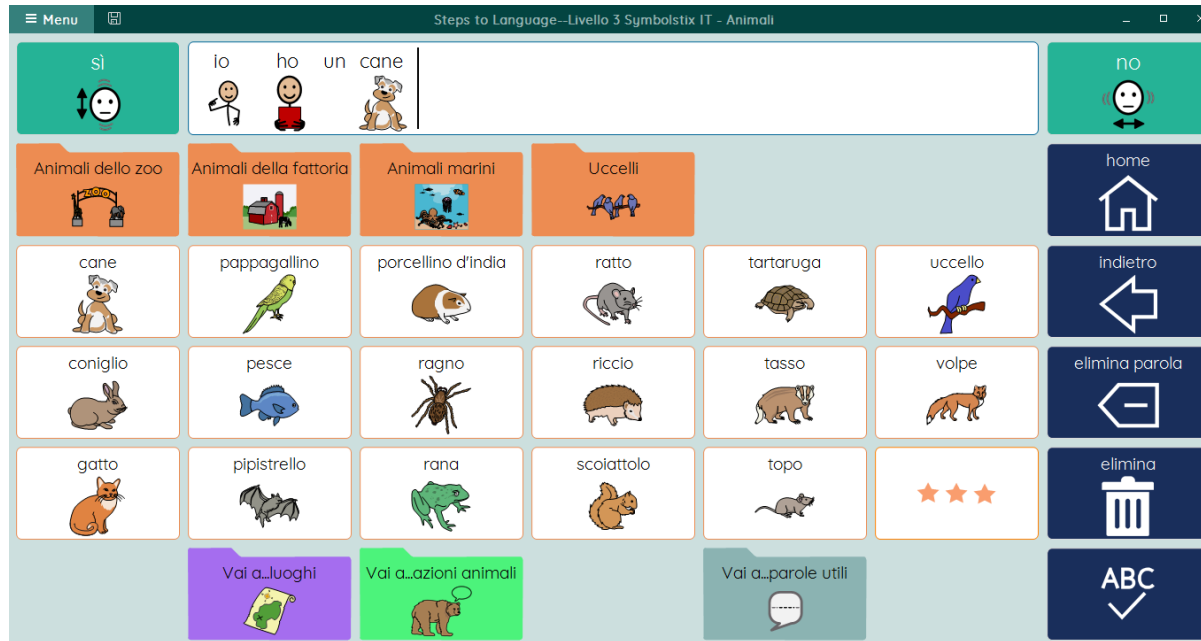 Menu
Steps to Language--Livello 3 Symbolstix IT - Animali
sì
io ho un cane
no
Animali dello zoo
Animali della fattoria
Animali marini
Uccelli
home
ZOO
cane
pappagallino
porcellino d'india
ratto
tartaruga
uccello
indietro
coniglio
pesce
ragno
riccio
tasso
volpe
elimina parola
gatto
pipistrello
rana
scoiattolo
topo
elimina
Vai a...luoghi
Vai a...azioni animali
Vai a...parole utili
ABC